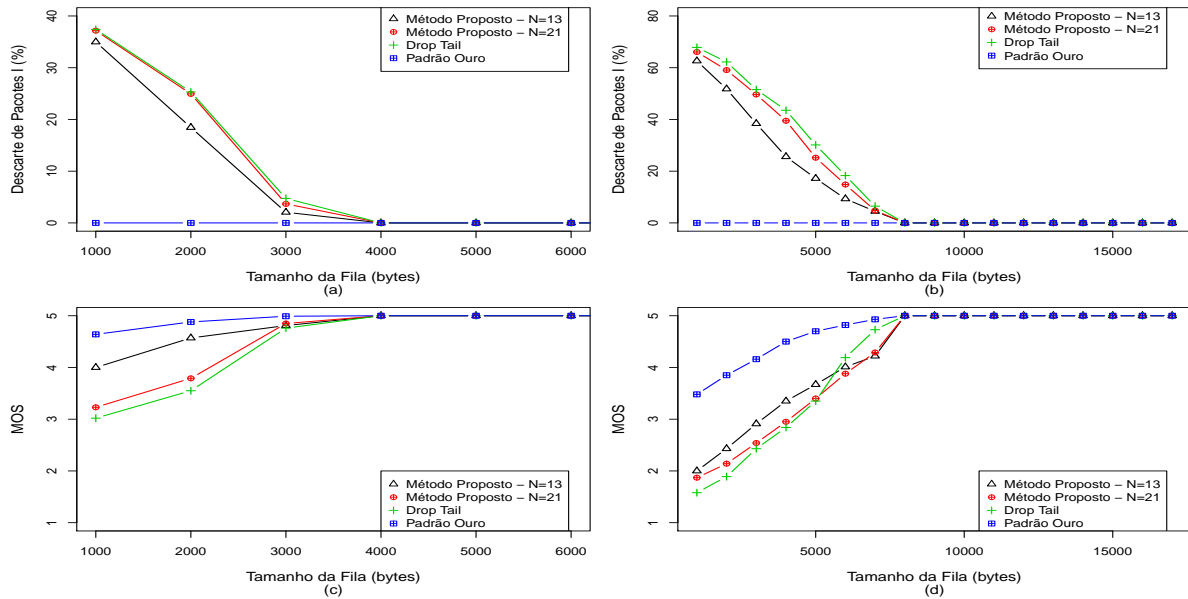 Descarte de Pacotes I (%)
0 10 20 30 40
Método Proposto – N=13
Método Proposto – N=21
Drop Tail
Padrão Ouro
1000 2000 3000 4000 5000 6000
Tamanho da Fila (bytes)
(a)
Descarte de Pacotes I (%)
0 20 40 60 80
Método Proposto – N=13
Método Proposto – N=21
Drop Tail
Padrão Ouro
5000 10000 15000
Tamanho da Fila (bytes)
(b)
MOS
1 2 3 4 5
Método Proposto – N=13
Método Proposto – N=21
Drop Tail
Padrão Ouro
1000 2000 3000 4000 5000 6000
Tamanho da Fila (bytes)
(c)
MOS
1 2 3 4 5
Método Proposto – N=13
Método Proposto – N=21
Drop Tail
Padrão Ouro
5000 10000 15000
Tamanho da Fila (bytes)
(d)